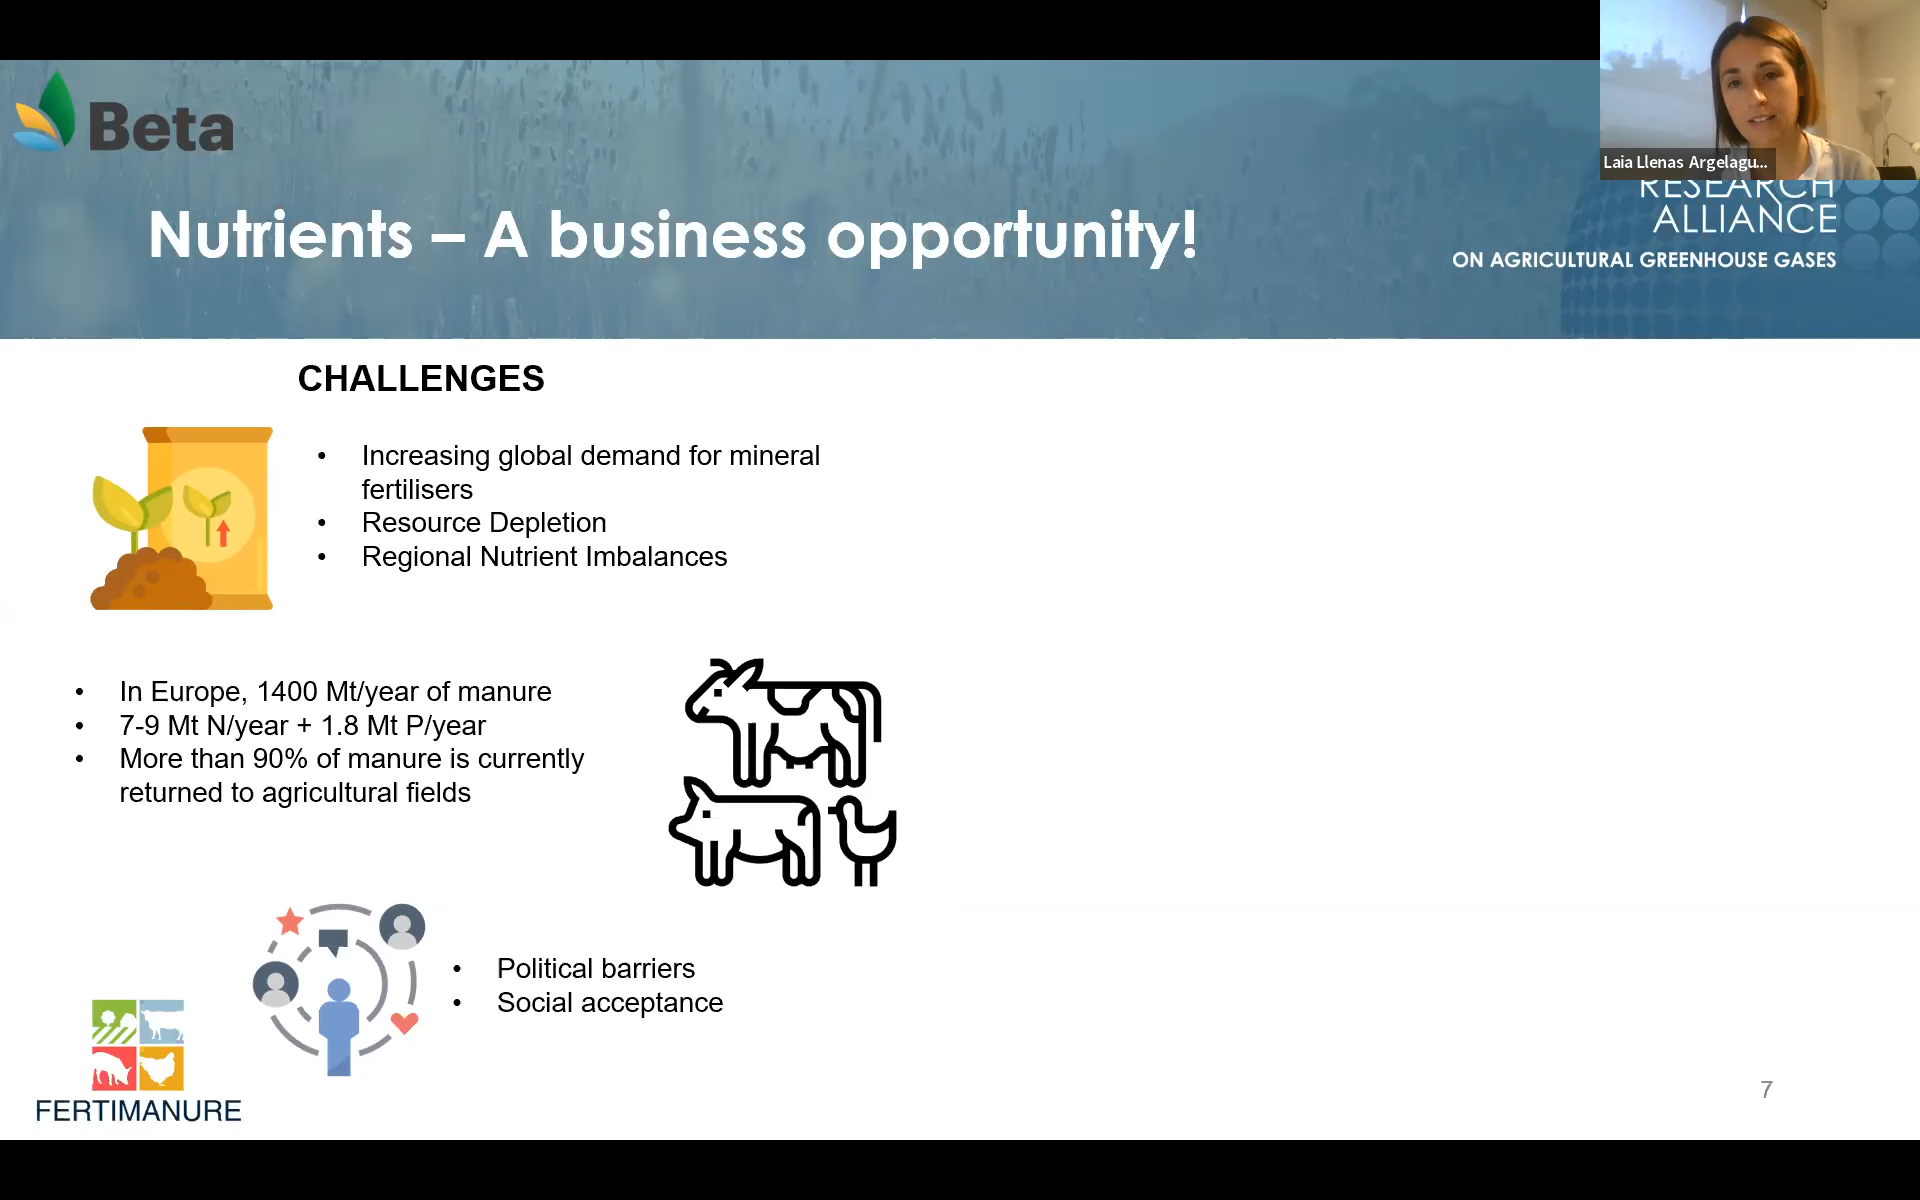 Beta
Laia Llenas Argelagu...
RESEARCH
ALLIANCE
ON AGRICULTURAL GREENHOUSE GASES
Nutrients – A business opportunity!
CHALLENGES
• Increasing global demand for mineral
fertilisers
• Resource Depletion
• Regional Nutrient Imbalances
• In Europe, 1400 Mt/year of manure
• 7-9 Mt N/year + 1.8 Mt P/year
• More than 90% of manure is currently
returned to agricultural fields
• Political barriers
• Social acceptance
FERTIMANURE
7